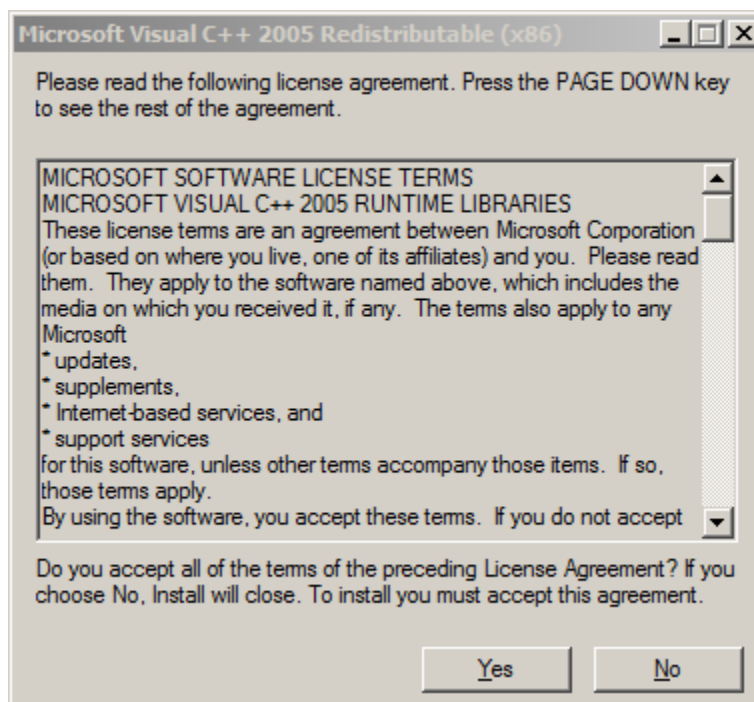 Microsoft Visual C++ 2005 Redistributable (x86)
Please read the following license agreement. Press the PAGE DOWN key
to see the rest of the agreement.
MICROSOFT SOFTWARE LICENSE TERMS
MICROSOFT VISUAL C++ 2005 RUNTIME LIBRARIES
These license terms are an agreement between Microsoft Corporation
(or based on where you live, one of its affiliates) and you.  Please read
them.  They apply to the software named above, which includes the
media on which you received it, if any.  The terms also apply to any
Microsoft
* updates,
* supplements,
* Internet-based services, and
* support services
for this software, unless other terms accompany those items.  If so,
those terms apply.
By using the software, you accept these terms.  If you do not accept
Do you accept all of the terms of the preceding License Agreement? If you
choose No, Install will close. To install you must accept this agreement.
Yes
No